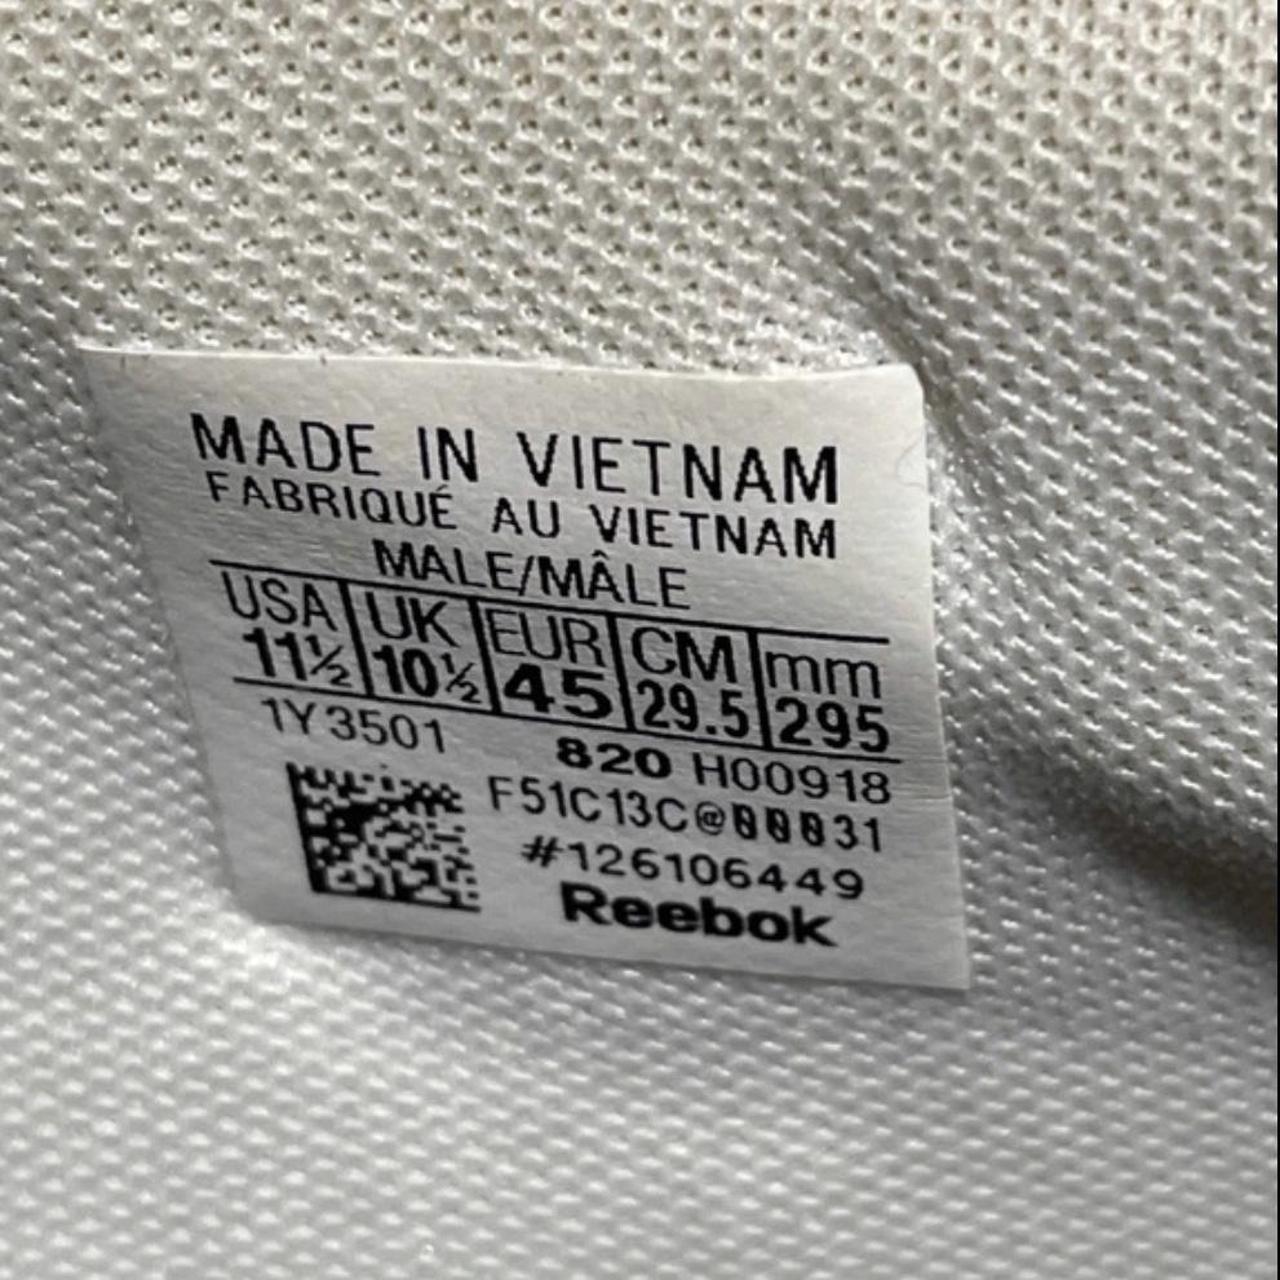 MADE IN VIETNAM
FABRIQUÉ AU VIETNAM
MALE/MÂLE
USA UK EUR CM mm
11½ 10½ 45 29.5 295
1Y3501 820 H00918
F51C13C@00031
#126106449
Reebok